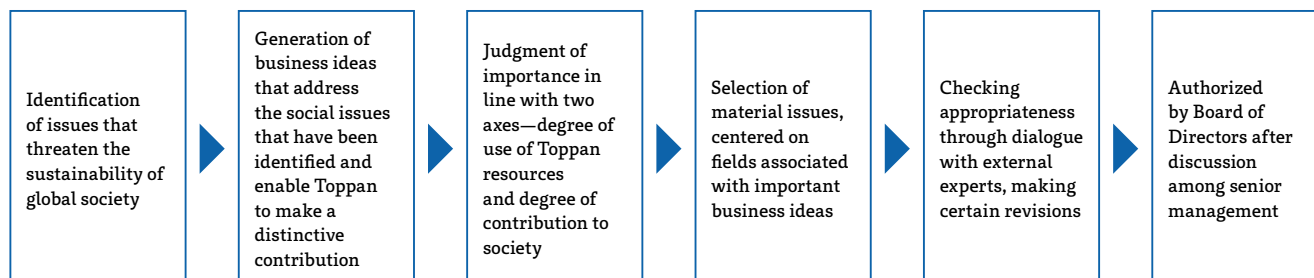 Identification
of issues that
threaten the
sustainability of
global society
Generation of
business ideas
that address
the social issues
that have been
identified and
enable Toppan
to make a
distinctive
contribution
Judgment of
importance in
line with two
axes—degree of
use of Toppan
resources
and degree of
contribution to
society
Selection of
material issues,
centered on
fields associated
with important
business ideas
Checking
appropriateness
through dialogue
with external
experts, making
certain revisions
Authorized
by Board of
Directors after
discussion
among senior
management